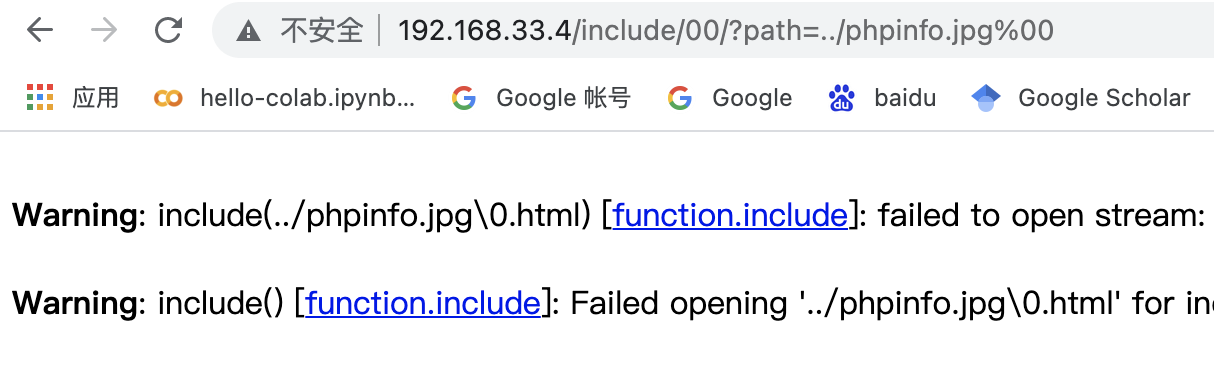 不安全 192.168.33.4/include/00/?path=../phpinfo.jpg%00
应用 hello-colab.ipynb... Google 帐号 Google baidu Google Scholar
Warning: include(../phpinfo.jpg\0.html) [function.include]: failed to open stream:
Warning: include() [function.include]: Failed opening '../phpinfo.jpg\0.html' for